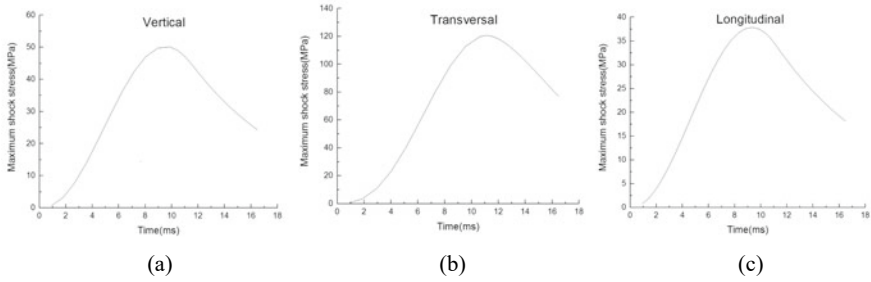 Vertical
Maximum shock stress(MPa)
60
50
40
30
20
10
0
0 2 4 6 8 10 12 14 16 18
Time(ms)
(a)
Transversal
Maximum shock stress(MPa)
140
120
100
80
60
40
20
0
0 2 4 6 8 10 12 14 16 18
Time(ms)
(b)
Longitudinal
Maximum shock stress(MPa)
40
35
30
25
20
15
10
5
0
0 2 4 6 8 10 12 14 16 18
Time(ms)
(c)